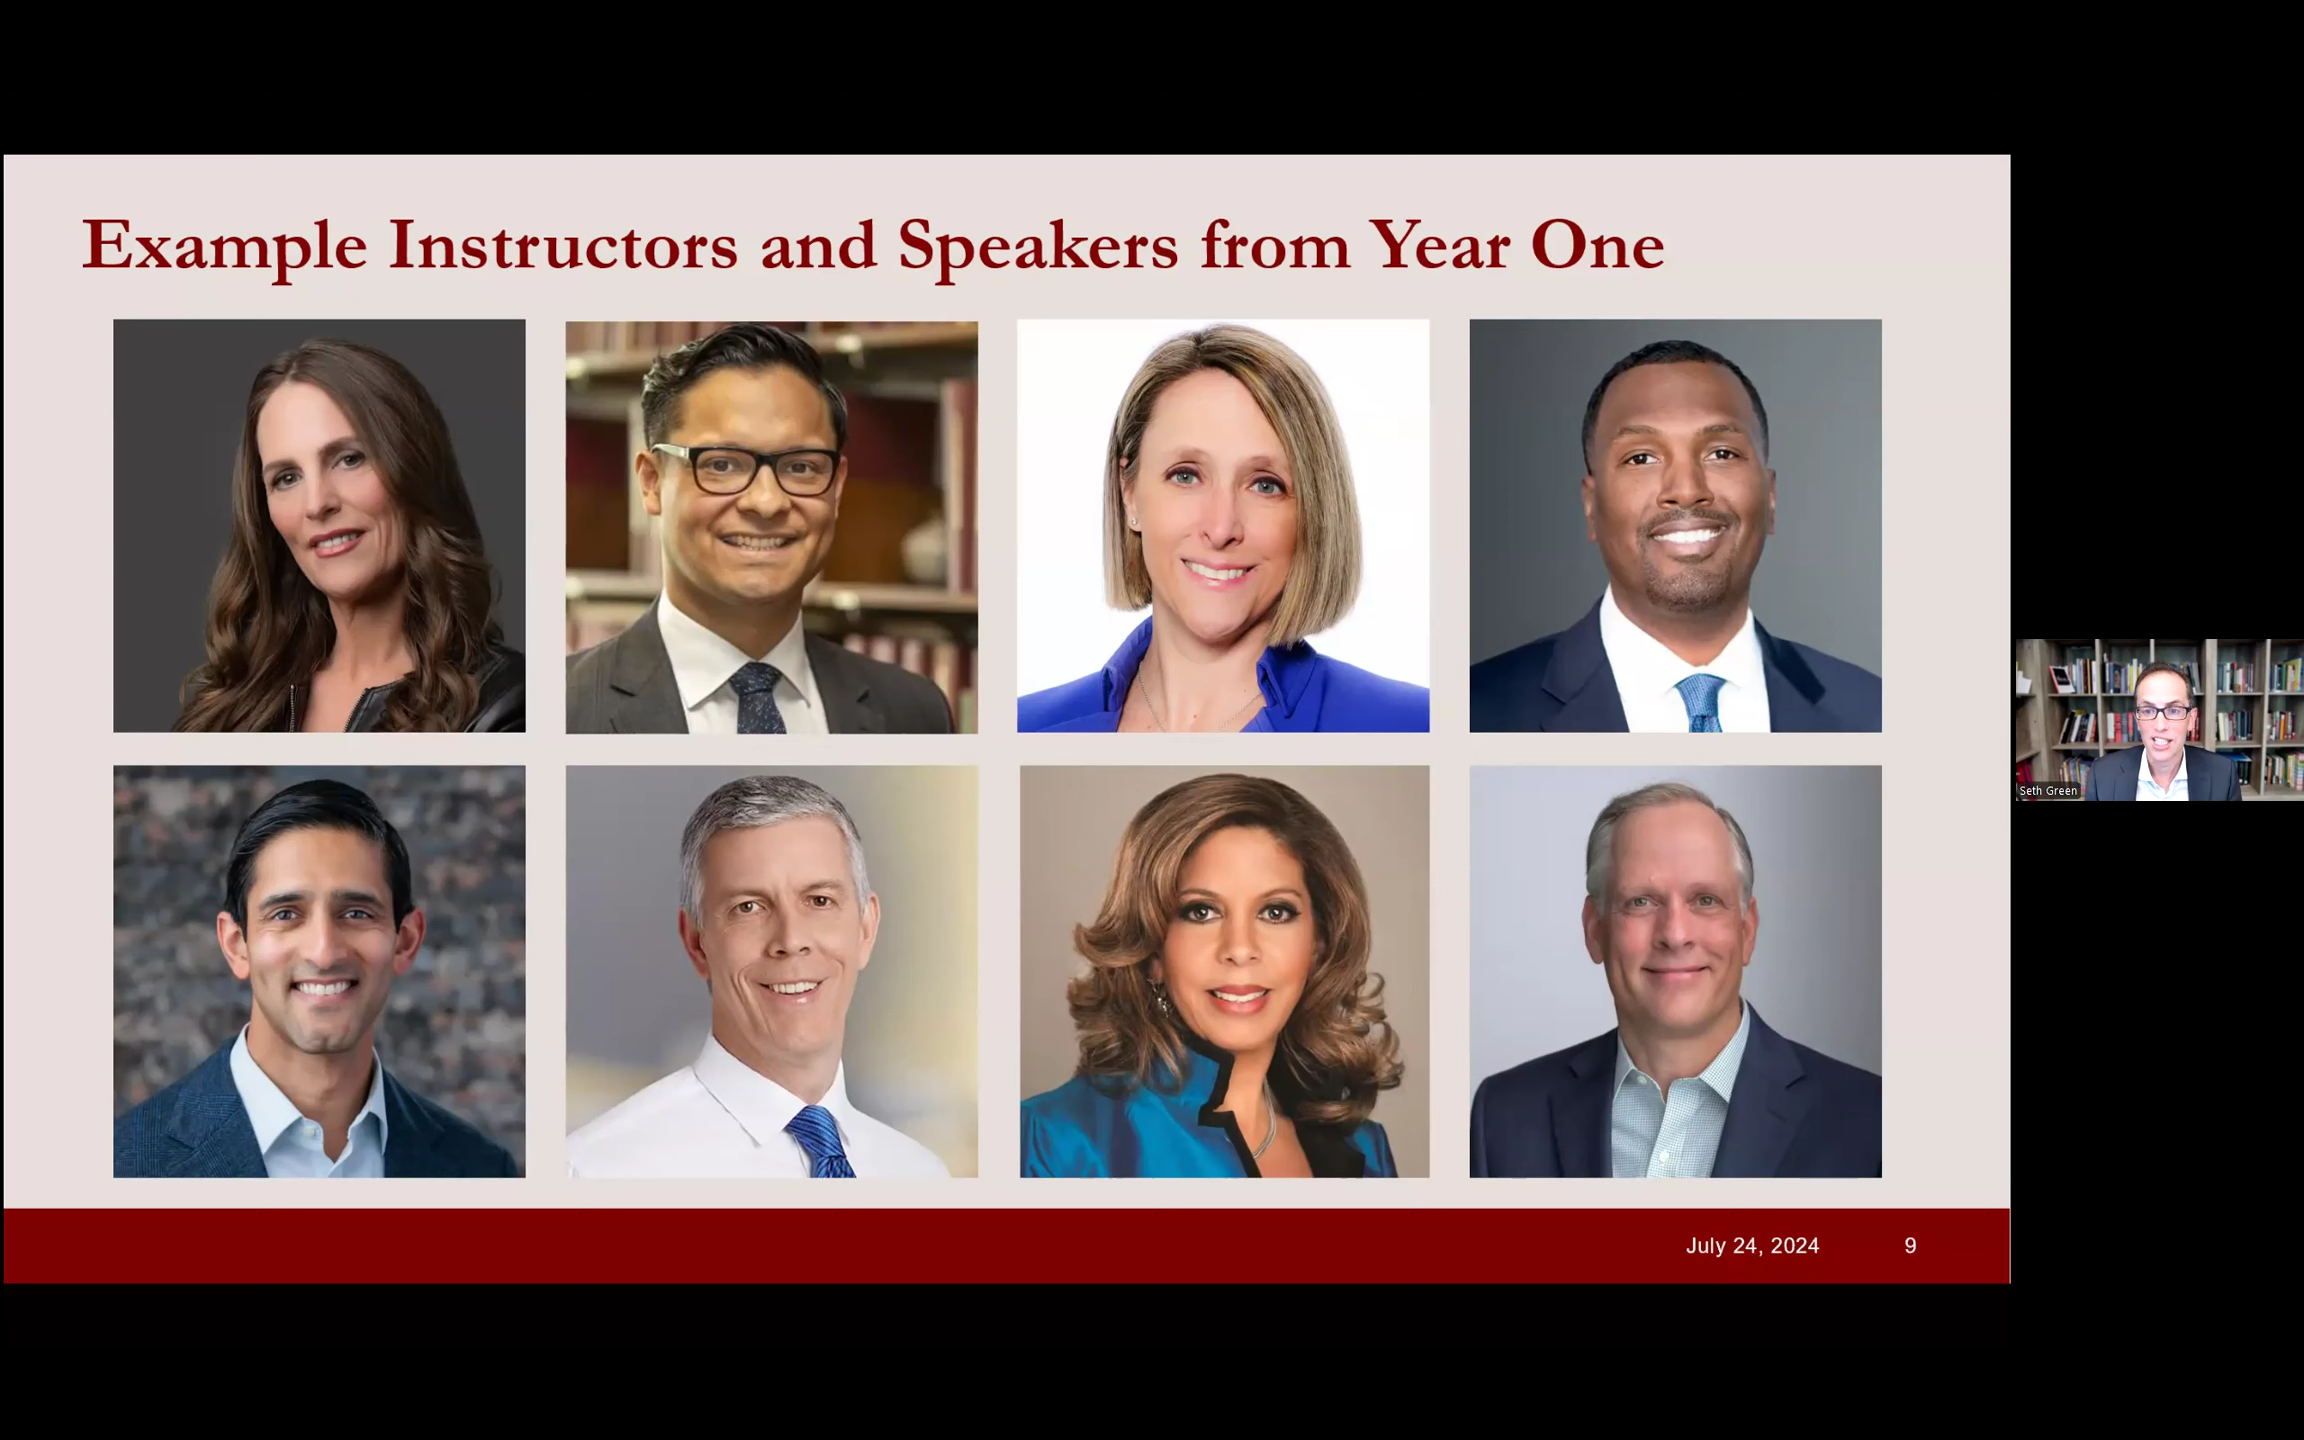 Example Instructors and Speakers from Year One
Seth Green
July 24, 2024 9